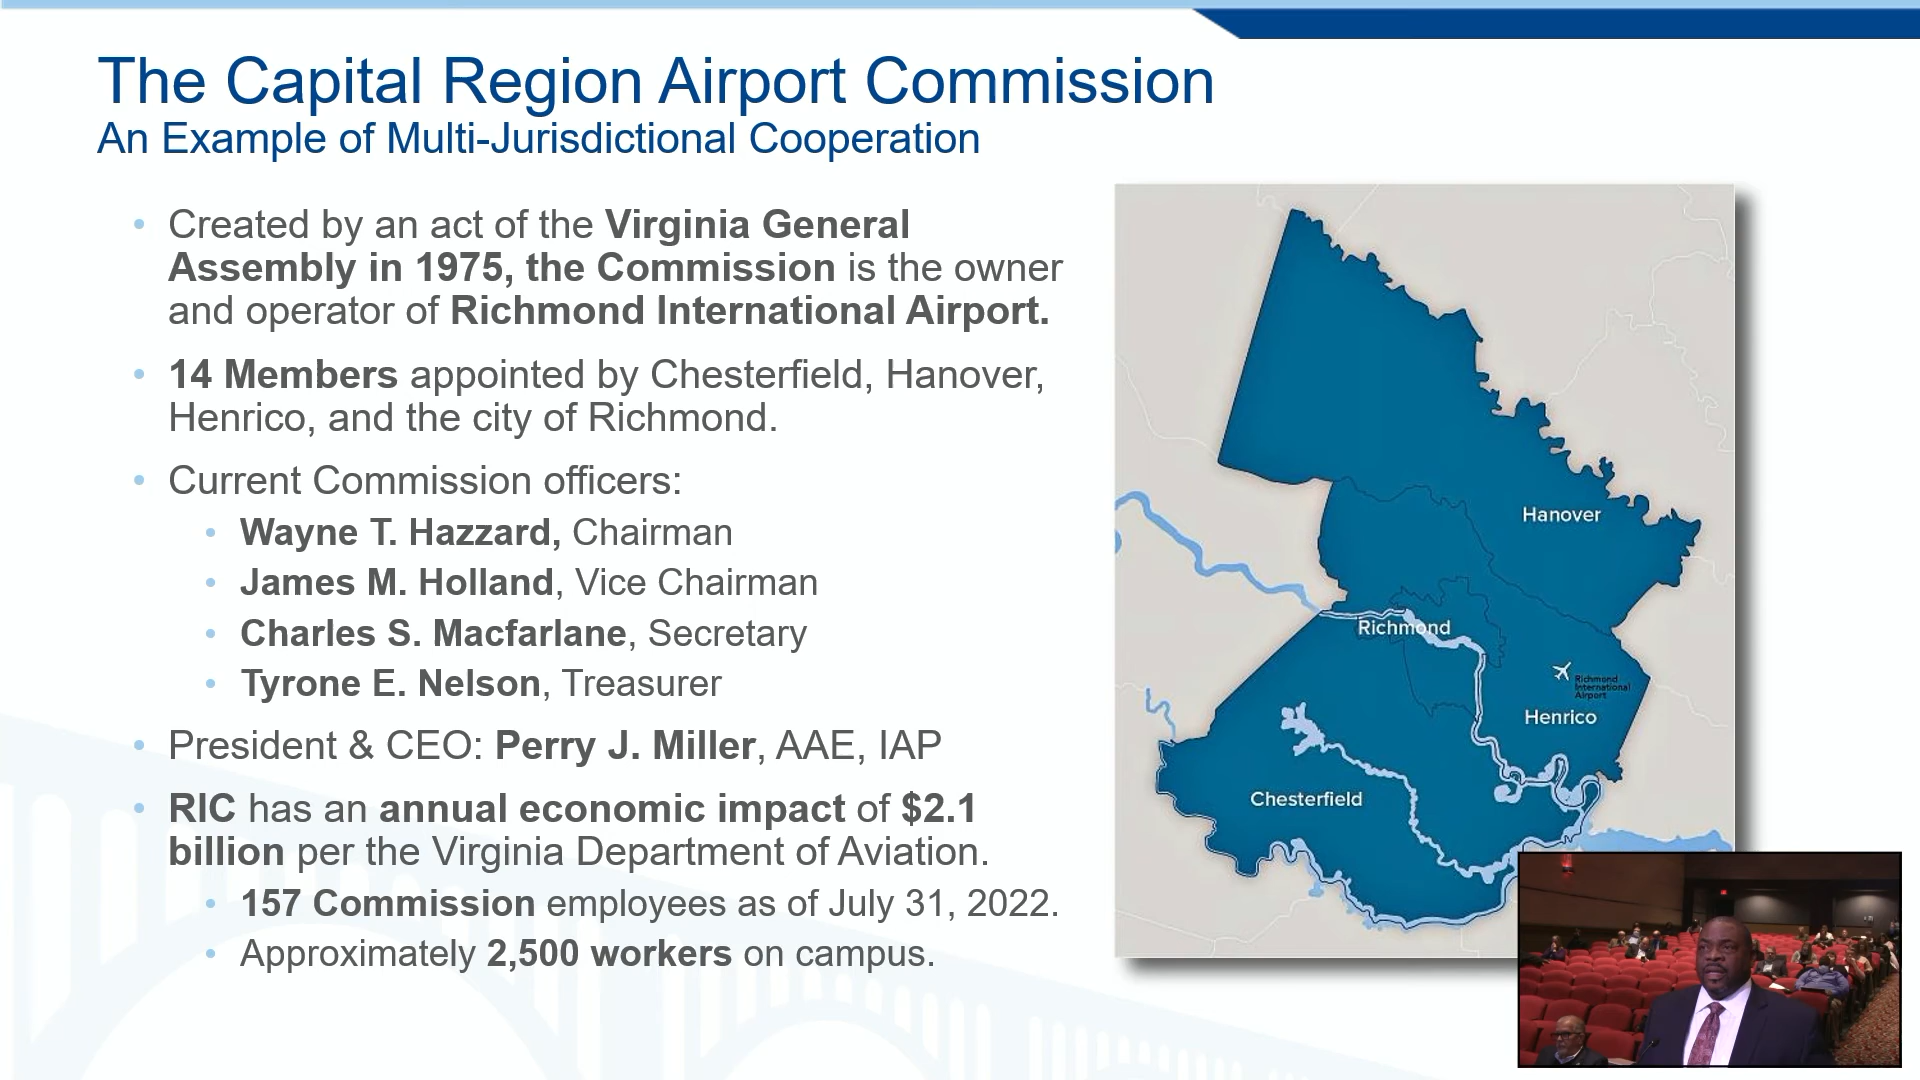 The Capital Region Airport Commission
An Example of Multi-Jurisdictional Cooperation
• Created by an act of the Virginia General
Assembly in 1975, the Commission is the owner
and operator of Richmond International Airport.
• 14 Members appointed by Chesterfield, Hanover,
Henrico, and the city of Richmond.
• Current Commission officers:
• Wayne T. Hazzard, Chairman
• James M. Holland, Vice Chairman
• Charles S. Macfarlane, Secretary
• Tyrone E. Nelson, Treasurer
• President & CEO: Perry J. Miller, AAE, IAP
• RIC has an annual economic impact of $2.1
billion per the Virginia Department of Aviation.
• 157 Commission employees as of July 31, 2022.
• Approximately 2,500 workers on campus.
Hanover
Richmond
Richmond
International
Airport
Henrico
Chesterfield